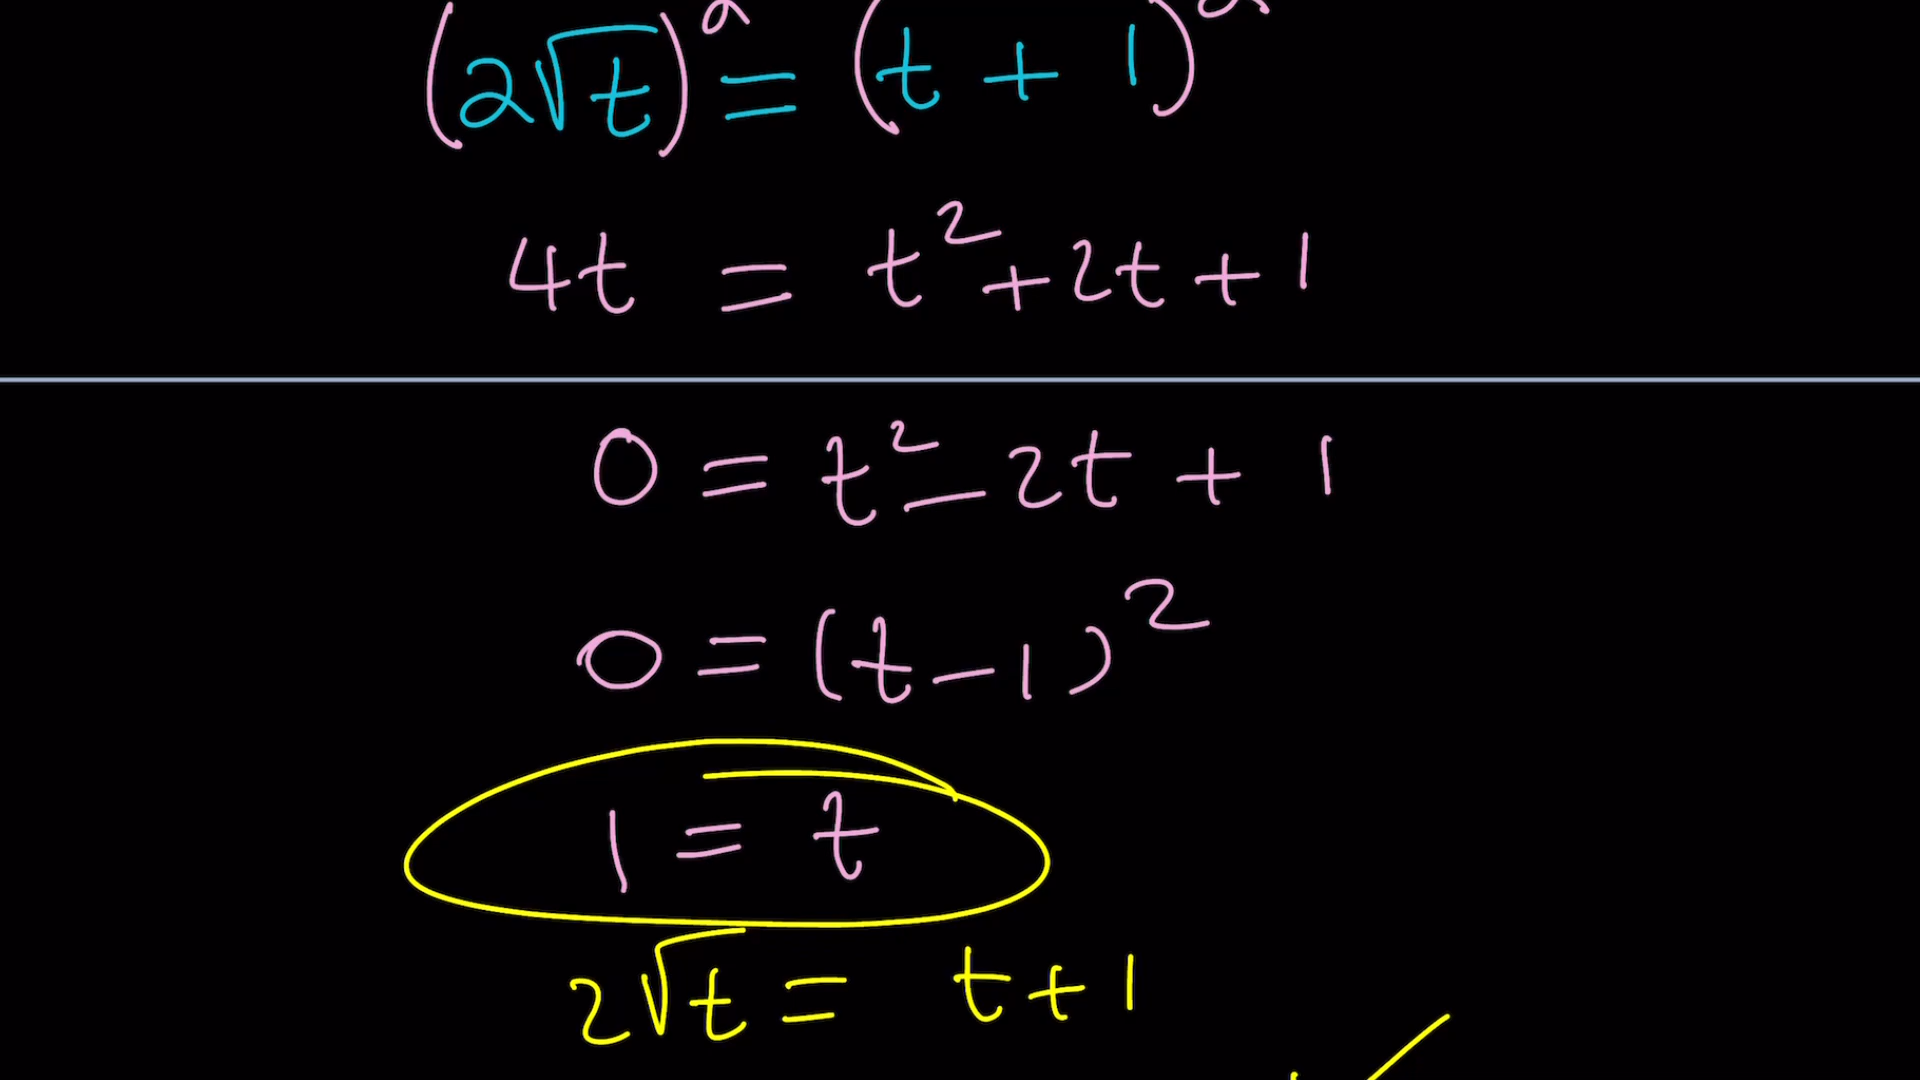 (2√t)² = (t + 1)²
4t = t² + 2t + 1
0 = t² - 2t + 1
0 = (t - 1)²
1 = t
2√t = t + 1